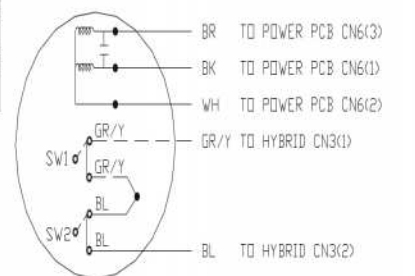 BR TO POWER PCB CN6(3)
BK TO POWER PCB CN6(1)
WH TO POWER PCB CN6(2)
GR/Y
GR/Y TO HYBRID CN3(1)
SW1
GR/Y
BL
SW2
BL
BL TO HYBRID CN3(2)